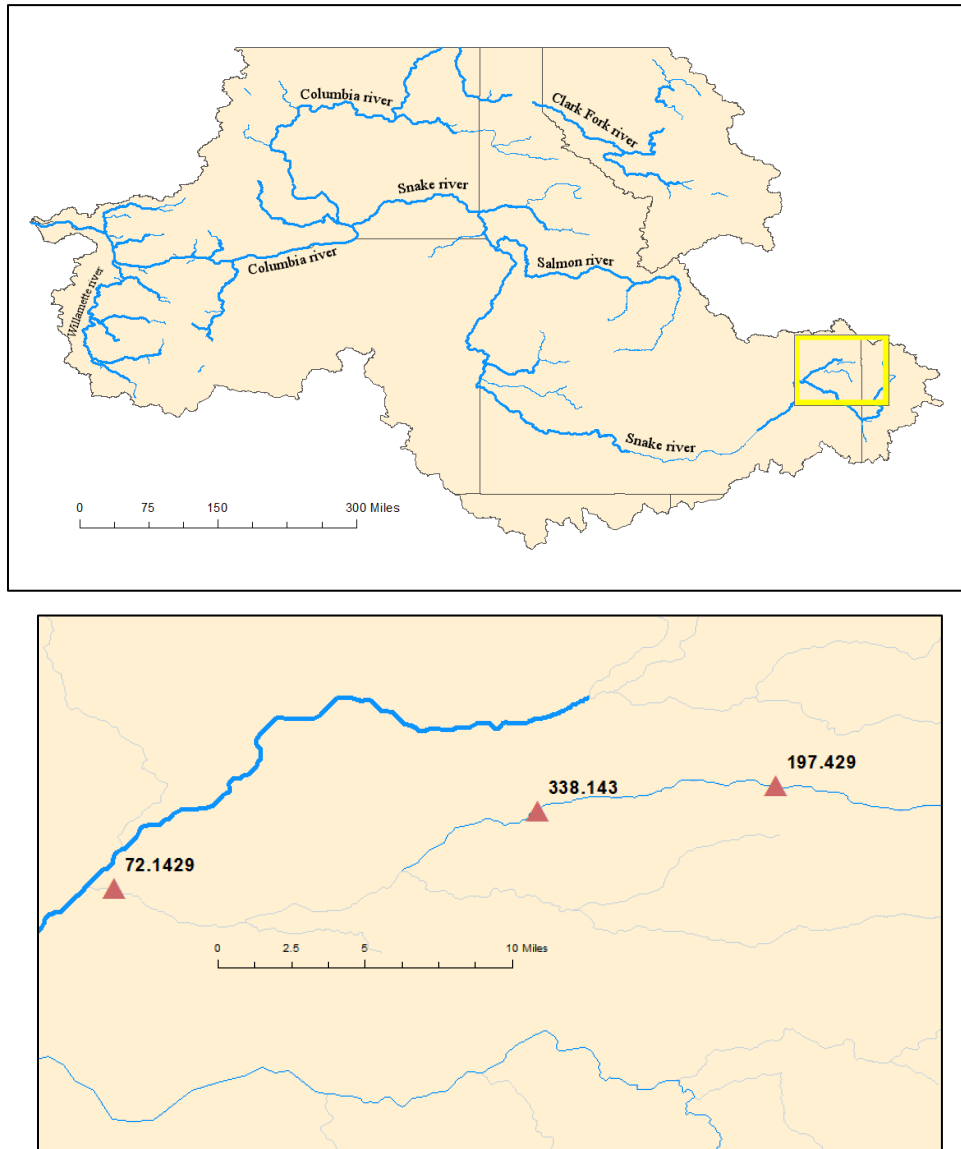 Columbia river
Clark Fork river
Snake river
Columbia river
Salmon river
Willamette river
Snake river
0 75 150 300 Miles
197.429
338.143
72.1429
0 2.5 5 10 Miles